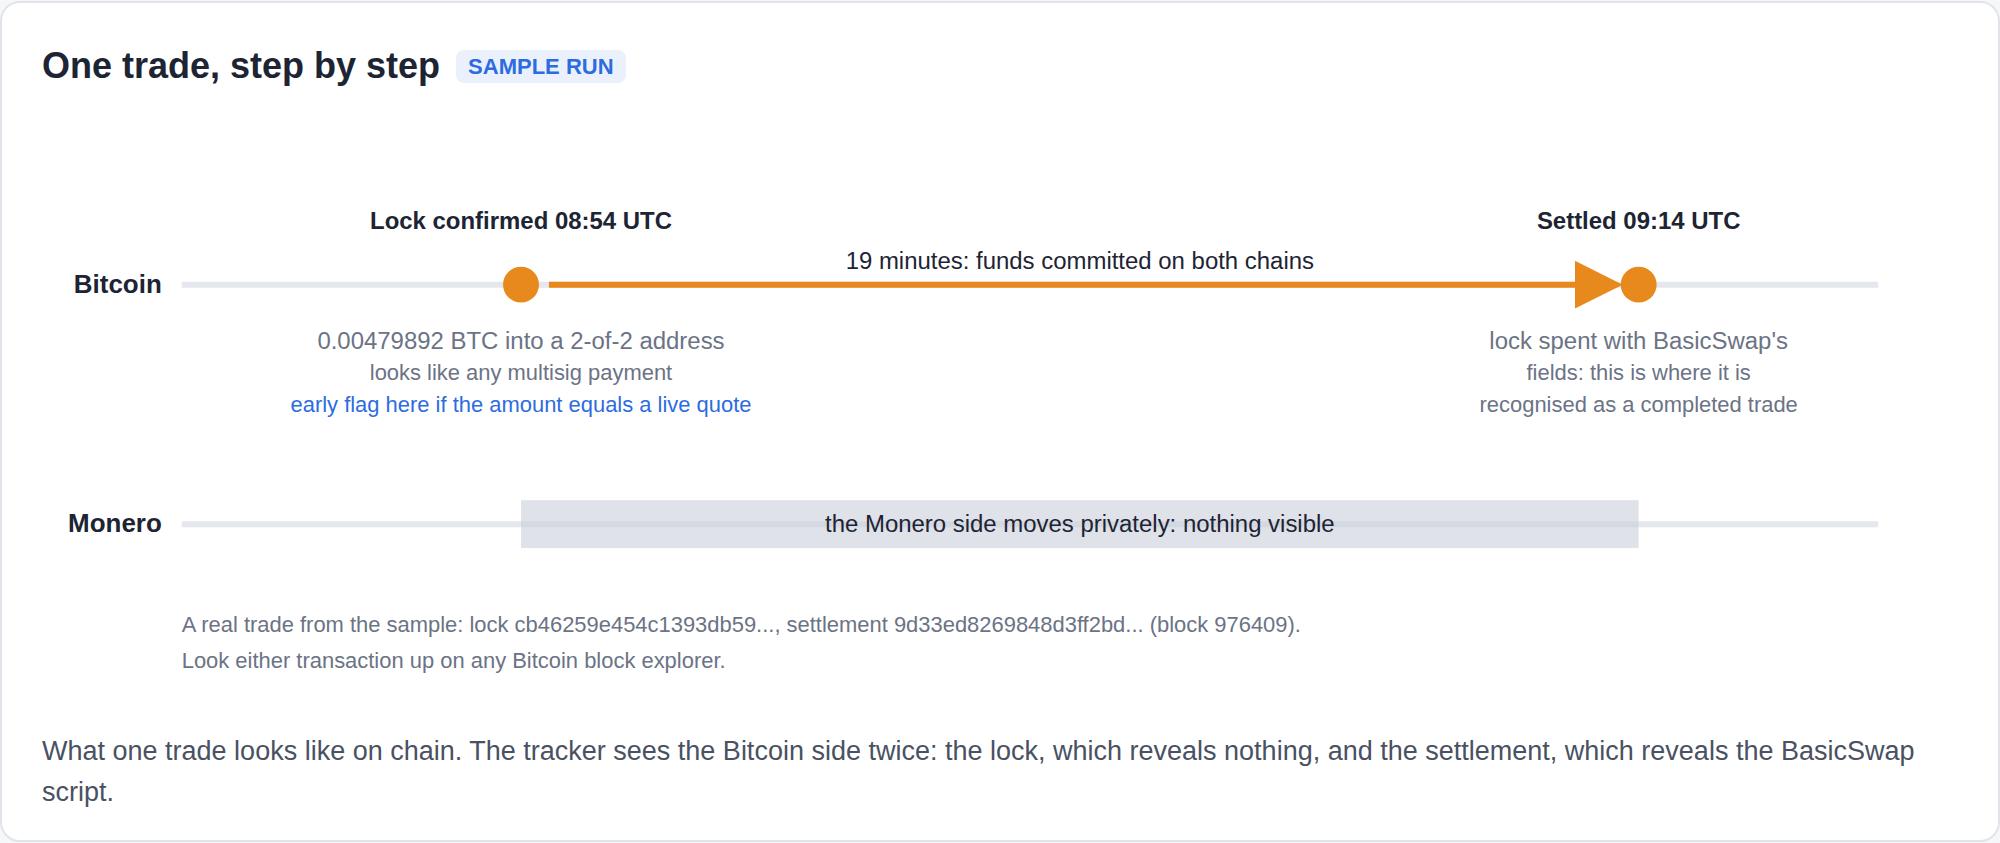 One trade, step by step SAMPLE RUN
Lock confirmed 08:54 UTC
Settled 09:14 UTC
19 minutes: funds committed on both chains
Bitcoin
0.00479892 BTC into a 2-of-2 address
looks like any multisig payment
early flag here if the amount equals a live quote
lock spent with BasicSwap's
fields: this is where it is
recognised as a completed trade
Monero
the Monero side moves privately: nothing visible
A real trade from the sample: lock cb46259e454c1393db59..., settlement 9d33ed8269848d3ff2bd... (block 976409).
Look either transaction up on any Bitcoin block explorer.
What one trade looks like on chain. The tracker sees the Bitcoin side twice: the lock, which reveals nothing, and the settlement, which reveals the BasicSwap
script.